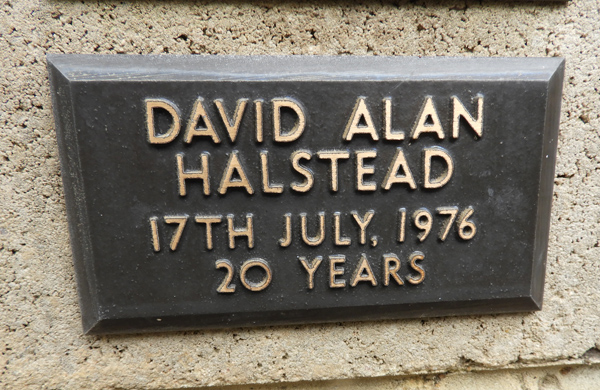 DAVID ALAN
HALSTEAD
17TH JULY, 1976
20 YEARS